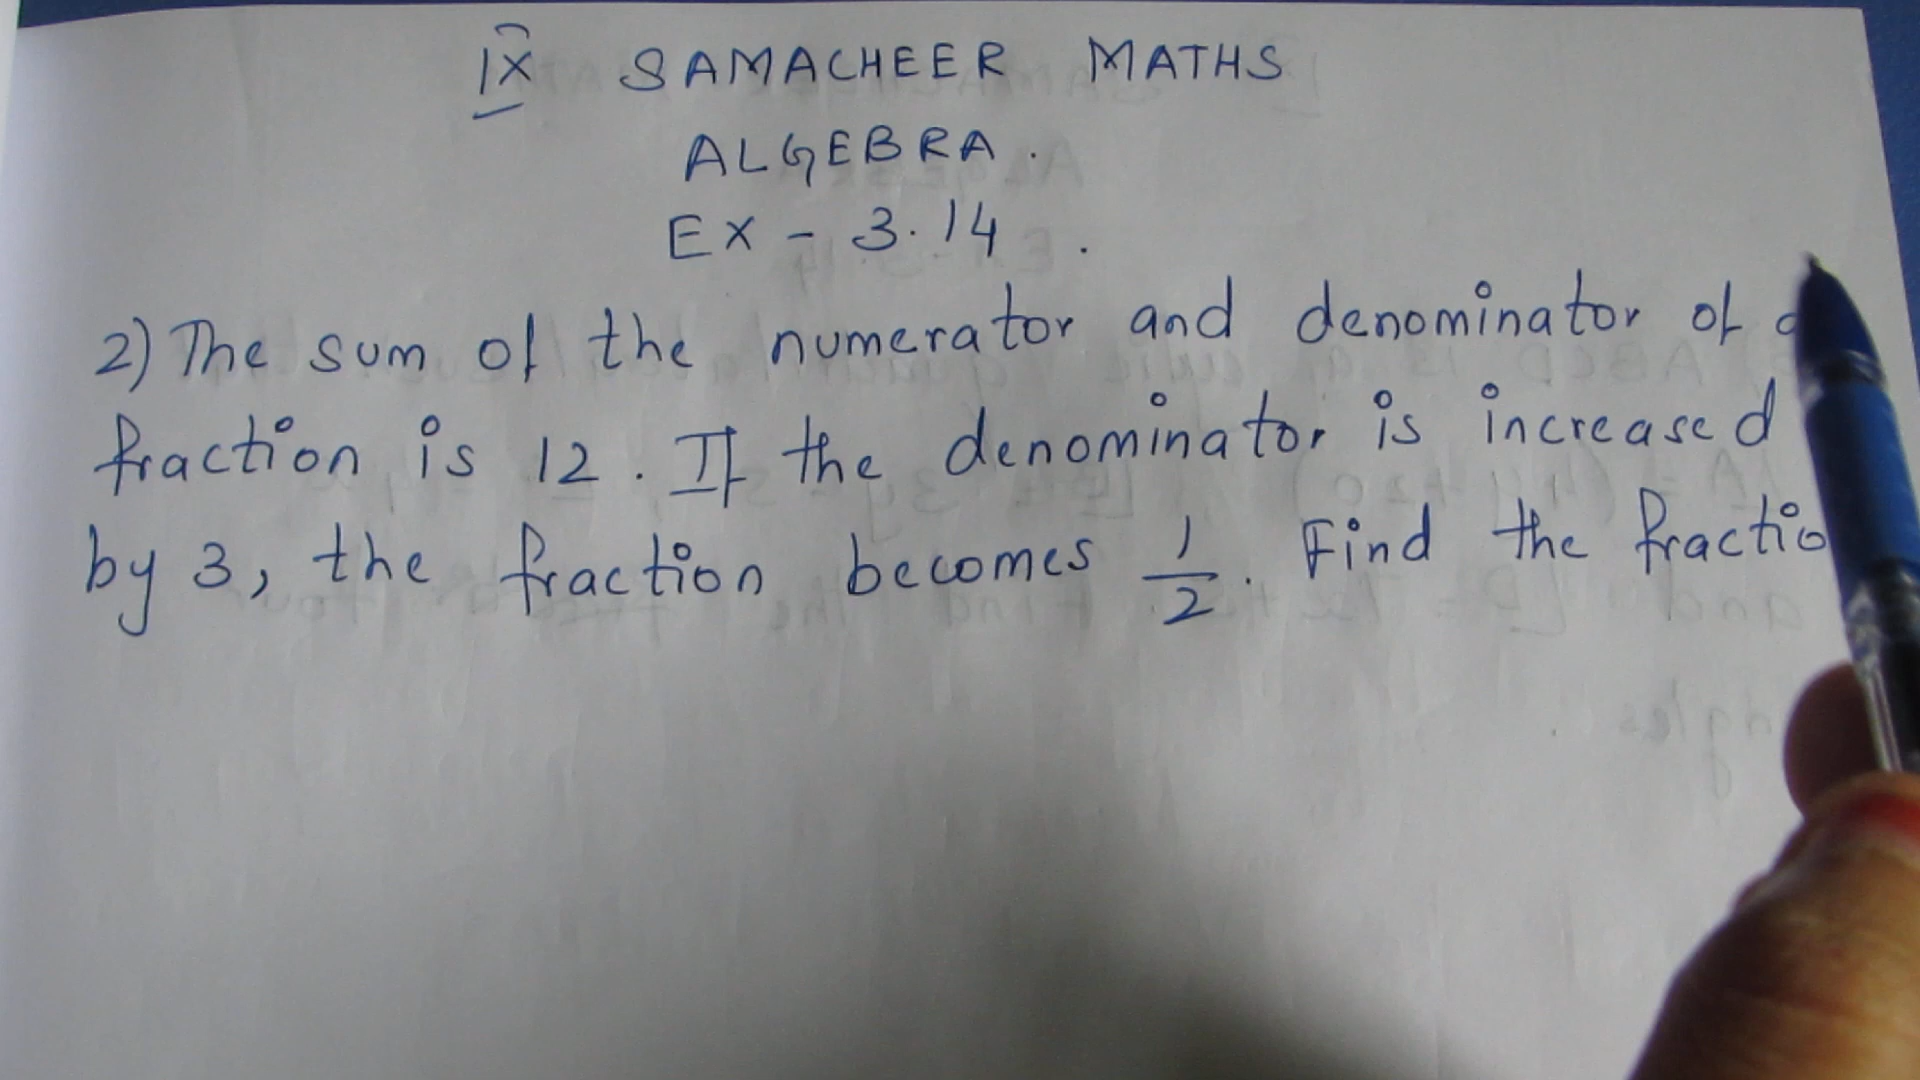 IX SAMACHEER MATHS
ALGEBRA.
EX - 3.14.
2) The sum of the numerator and denominator of
fraction is 12. If the denominator is increased
by 3, the fraction becomes 1/2. Find the fractio